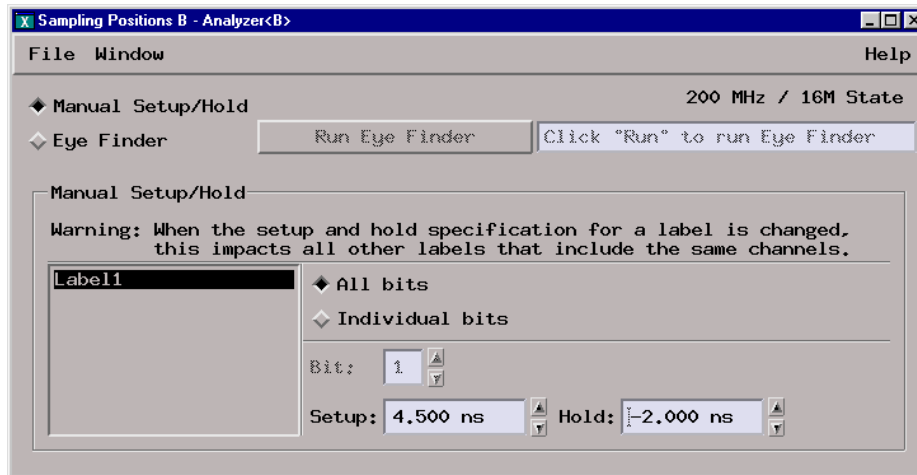 Sampling Positions B - Analyzer<B>
File Window Help
Manual Setup/Hold
200 MHz / 16M State
Eye Finder
Run Eye Finder
Click "Run" to run Eye Finder
Manual Setup/Hold
Warning: When the setup and hold specification for a label is changed,
this impacts all other labels that include the same channels.
Label1
All bits
Individual bits
Bit: 1
Setup: 4.500 ns Hold: -2.000 ns